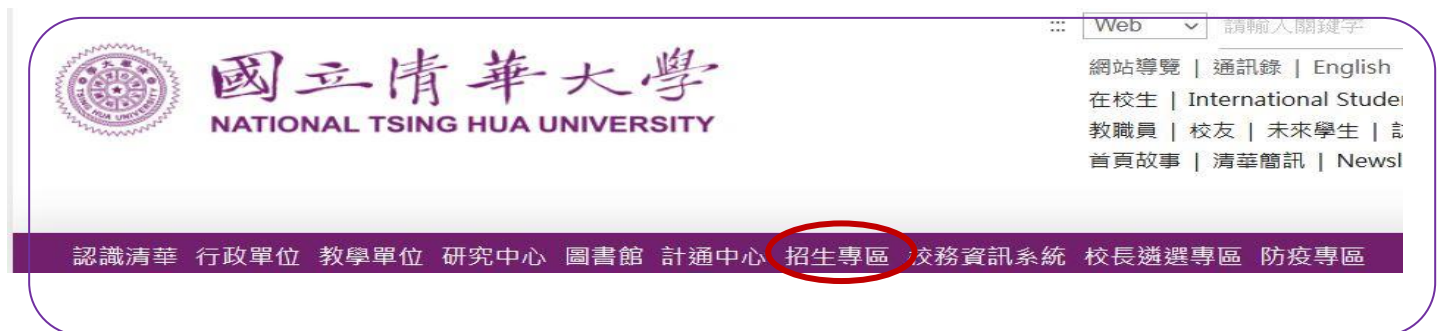 ::: Web 請輸入關鍵字
國立清華大學
NATIONAL TSING HUA UNIVERSITY
網站導覽 | 通訊錄 | English
在校生 | International Stude
教職員 | 校友 | 未來學生 |
首頁故事 | 清華簡訊 | Newsl
認識清華 行政單位 教學單位 研究中心 圖書館 計通中心 招生專區 校務資訊系統 校長遴選專區 防疫專區